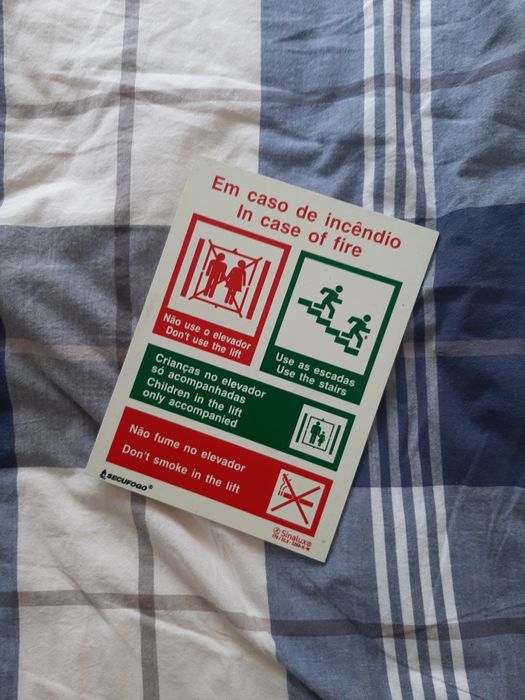 Em caso de incêndio
In case of fire
Não use o elevador
Don't use the lift
Use as escadas
Use the stairs
Crianças no elevador
só acompanhadas
Children in the lift
only accompanied
Não fume no elevador
Don't smoke in the lift
SECUFOGO®
Sinalux®